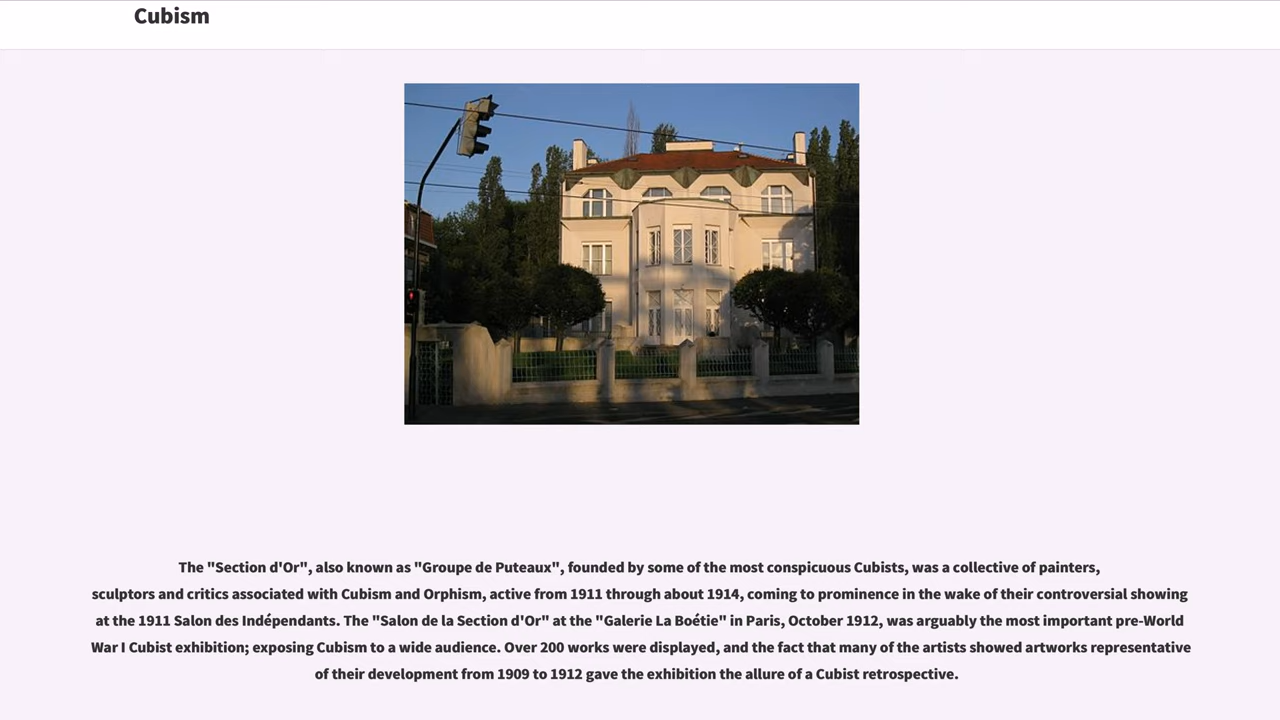 Cubism
The "Section d'Or", also known as "Groupe de Puteaux", founded by some of the most conspicuous Cubists, was a collective of painters,
sculptors and critics associated with Cubism and Orphism, active from 1911 through about 1914, coming to prominence in the wake of their controversial showing
at the 1911 Salon des Indépendants. The "Salon de la Section d'Or" at the "Galerie La Boétie" in Paris, October 1912, was arguably the most important pre-World
War I Cubist exhibition; exposing Cubism to a wide audience. Over 200 works were displayed, and the fact that many of the artists showed artworks representative
of their development from 1909 to 1912 gave the exhibition the allure of a Cubist retrospective.